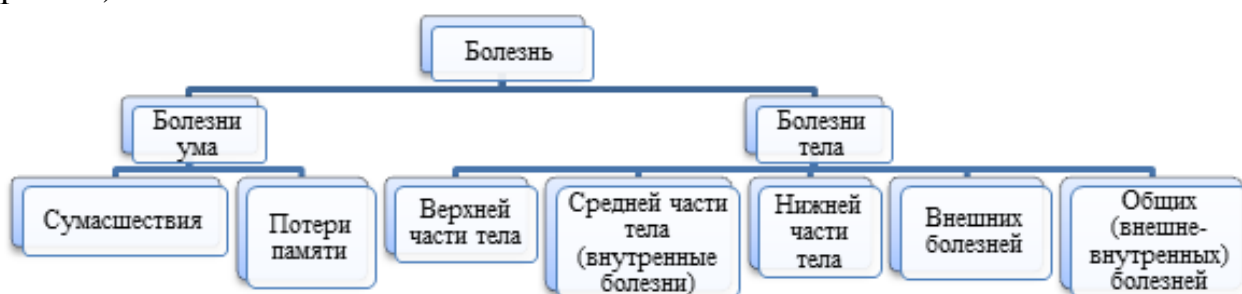 Болезнь
Болезни
ума
Болезни
тела
Сумасшествия
Потери
памяти
Верхней
части тела
Средней части
тела
(внутренные
болезни)
Нижней
части
тела
Внешних
болезней
Общих
(внешне-
внутренных)
болезней